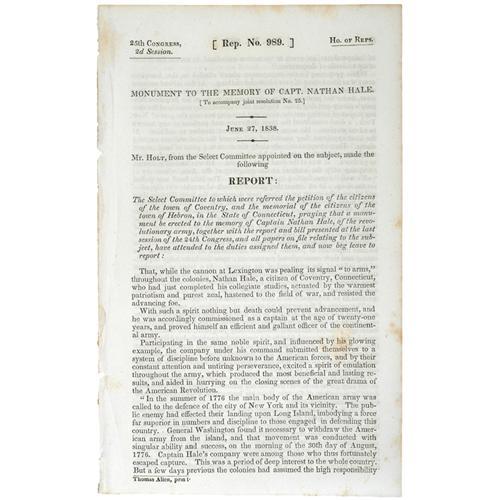 25th Congress, [ Rep. No. 989. ] Ho. of Reps.
2d Session.
MONUMENT TO THE MEMORY OF CAPT. NATHAN HALE.
[To accompany joint resolution No. 25.]
June 27, 1838.
Mr. Holt, from the Select Committee appointed on the subject, made the
following
REPORT:
The Select Committee to which were referred the petition of the citizens
of the town of Coventry, and the memorial of the citizens of the
town of Hebron, in the State of Connecticut, praying that a monu-
ment be erected to the memory of Captain Nathan Hale, of the revo-
lutionary army, together with the report and bill presented at the last
session of the 24th Congress, and all papers on file relating to the sub-
ject, have attended to the duties assigned them, and now beg leave to
report:
That, while the cannon at Lexington was pealing its signal "to arms,"
throughout the colonies, Nathan Hale, a citizen of Coventry, Connecticut,
who had just completed his collegiate studies, actuated by the warmest
patriotism and purest zeal, hastened to the field of war, and resisted the
advancing foe.
With such a spirit nothing but death could prevent advancement, and
he was accordingly commissioned as a captain at the age of twenty-one
years, and proved himself an efficient and gallant officer of the continent-
al army.
Participating in the same noble spirit, and influenced by his glowing
example, the company under his command submitted themselves to a
system of discipline before unknown to the American forces, and by their
constant attention and untiring perseverance, excited a spirit of emulation
throughout the army, which produced the most beneficial and lasting re-
sults, and aided in hurrying on the closing scenes of the great drama of
the American Revolution.
"In the summer of 1776 the main body of the American army was
called to the defence of the city of New York and its vicinity. The pub-
lic enemy had effected their landing upon Long Island, imbodying a force
far superior in numbers and discipline to those engaged in defending this
country. General Washington found it necessary to withdraw the Amer-
ican army from the island, and that movement was conducted with
singular ability and success, on the morning of the 30th day of August,
1776. Captain Hale's company were among those who thus fortunately
escaped capture. This was a period of deep interest to the whole country.
But a few days previous the colonies had assumed the high responsibility
Thomas Allen, print.